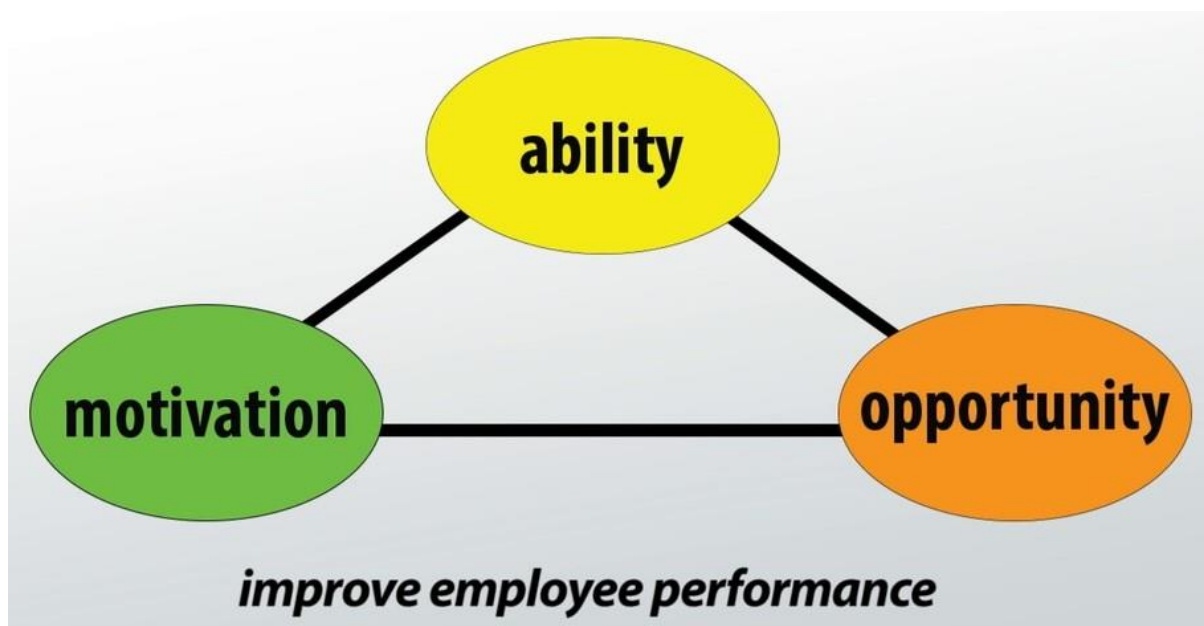 ability
motivation
opportunity
improve employee performance